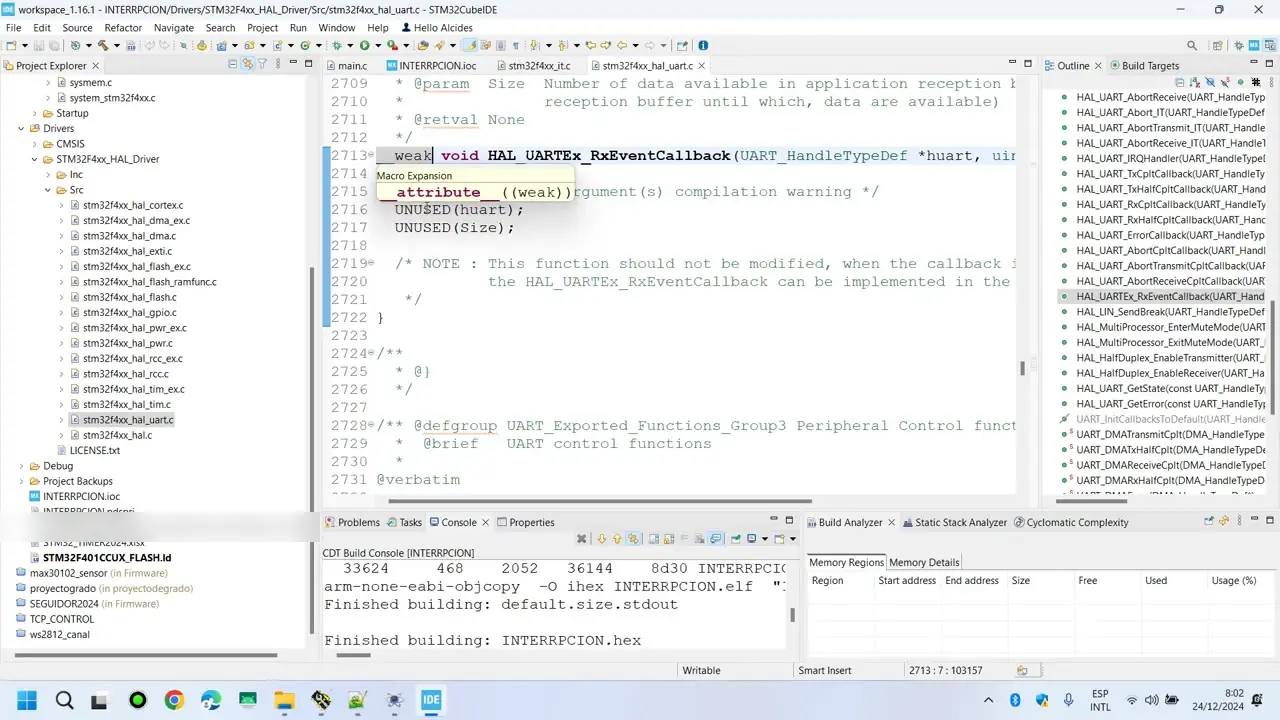 workspace_1.16.1 - INTERRPCION/Drivers/STM32F4xx_HAL_Driver/Src/stm32f4xx_hal_uart.c - STM32CubeIDE
File Edit Source Refactor Navigate Search Project Run Window Help Hello Alcides
Project Explorer
sysmem.c
system_stm32f4xx.c
Startup
Drivers
CMSIS
STM32F4xx_HAL_Driver
Inc
Src
stm32f4xx_hal_cortex.c
stm32f4xx_hal_dma_ex.c
stm32f4xx_hal_dma.c
stm32f4xx_hal_exti.c
stm32f4xx_hal_flash_ex.c
stm32f4xx_hal_flash_ramfunc.c
stm32f4xx_hal_flash.c
stm32f4xx_hal_gpio.c
stm32f4xx_hal_pwr_ex.c
stm32f4xx_hal_pwr.c
stm32f4xx_hal_rcc_ex.c
stm32f4xx_hal_rcc.c
stm32f4xx_hal_tim_ex.c
stm32f4xx_hal_tim.c
stm32f4xx_hal_uart.c
stm32f4xx_hal.c
LICENSE.txt
Debug
Project Backups
INTERRPCION.ioc
STM32F401CCUX_FLASH.ld
max30102_sensor (in Firmware)
proyectogrado (in proyectodegrado)
SEGUIDOR2024 (in Firmware)
TCP_CONTROL
ws2812_canal
main.c INTERRPCION.ioc stm32f4xx_it.c stm32f4xx_hal_uart.c
2709 * @param Size Number of data available in application reception b
2710 * reception buffer until which, data are available)
2711 * @retval None
2712 */
2713 __weak void HAL_UARTEx_RxEventCallback(UART_HandleTypeDef *huart, uin
2714
Macro Expansion
__attribute__((weak))
2715 rgument(s) compilation warning */
2716 UNUSED(huart);
2717 UNUSED(Size);
2718
2719 /* NOTE : This function should not be modified, when the callback i
2720 the HAL_UARTEx_RxEventCallback can be implemented in the
2721 */
2722 }
2723
2724 /**
2725 * @}
2726 */
2727
2728 /** @defgroup UART_Exported_Functions_Group3 Peripheral Control funct
2729 * @brief UART control functions
2730 *
2731 @verbatim
Outline Build Targets
HAL_UART_AbortReceive(UART_HandleType
HAL_UART_Abort_IT(UART_HandleTypeDef
HAL_UART_AbortTransmit_IT(UART_Handle
HAL_UART_AbortReceive_IT(UART_HandleT
HAL_UART_IRQHandler(UART_HandleType
HAL_UART_TxCpltCallback(UART_HandleTy
HAL_UART_TxHalfCpltCallback(UART_Handl
HAL_UART_RxCpltCallback(UART_HandleTy
HAL_UART_RxHalfCpltCallback(UART_Handl
HAL_UART_ErrorCallback(UART_HandleTyp
HAL_UART_AbortCpltCallback(UART_Handl
HAL_UART_AbortTransmitCpltCallback(UAR
HAL_UART_AbortReceiveCpltCallback(UAR
HAL_UARTEx_RxEventCallback(UART_Hand
HAL_LIN_SendBreak(UART_HandleTypeDef
HAL_MultiProcessor_EnterMuteMode(UAR
HAL_MultiProcessor_ExitMuteMode(UART
HAL_HalfDuplex_EnableTransmitter(UART_
HAL_HalfDuplex_EnableReceiver(UART_Ha
HAL_UART_GetState(const UART_HandleTy
HAL_UART_GetError(const UART_HandleTy
UART_InitCallbacksToDefault(UART_Handle
UART_DMATransmitCplt(DMA_HandleType
UART_DMATxHalfCplt(DMA_HandleTypeDe
UART_DMAReceiveCplt(DMA_HandleTypeD
UART_DMARxHalfCplt(DMA_HandleTypeDe
Problems Tasks Console Properties
CDT Build Console [INTERRPCION]
33624 468 2052 36144 8d30 INTERRPC
arm-none-eabi-objcopy -O ihex INTERRPCION.elf "I
Finished building: default.size.stdout
Finished building: INTERRPCION.hex
Build Analyzer Static Stack Analyzer Cyclomatic Complexity
Memory Regions Memory Details
Region Start address End address Size Free Used Usage (%)
Writable Smart Insert 2713 : 7 : 103157
ESP
INTL
8:02
24/12/2024